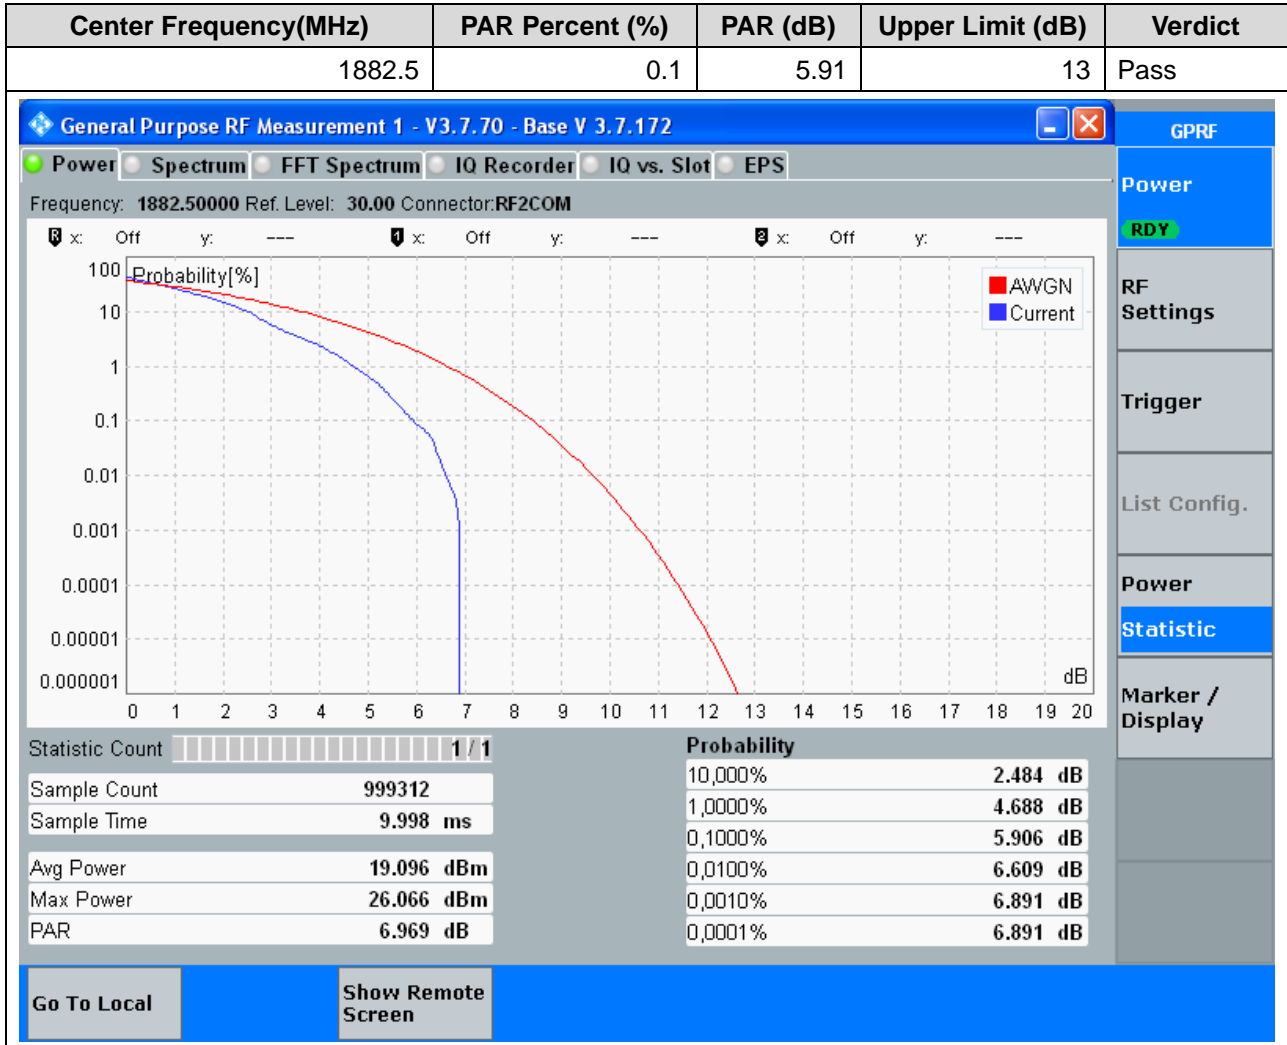 Center Frequency(MHz) PAR Percent (%) PAR (dB) Upper Limit (dB) Verdict
1882.5 0.1 5.91 13 Pass
General Purpose RF Measurement 1 - V3.7.70 - Base V 3.7.172
GPRF
Power Spectrum FFT Spectrum IQ Recorder IQ vs. Slot EPS
Frequency: 1882.50000 Ref. Level: 30.00 Connector:RF2COM
R x: Off y: --- 1 x: Off y: --- 2 x: Off y: ---
Probability[%]
AWGN
Current
100
10
1
0.1
0.01
0.001
0.0001
0.00001
0.000001
dB
0 1 2 3 4 5 6 7 8 9 10 11 12 13 14 15 16 17 18 19 20
Statistic Count 1 / 1
Sample Count 999312
Sample Time 9.998 ms
Avg Power 19.096 dBm
Max Power 26.066 dBm
PAR 6.969 dB
Probability
10,000% 2.484 dB
1,0000% 4.688 dB
0,1000% 5.906 dB
0,0100% 6.609 dB
0,0010% 6.891 dB
0,0001% 6.891 dB
Power
RDY
RF
Settings
Trigger
List Config.
Power
Statistic
Marker /
Display
Go To Local
Show Remote
Screen